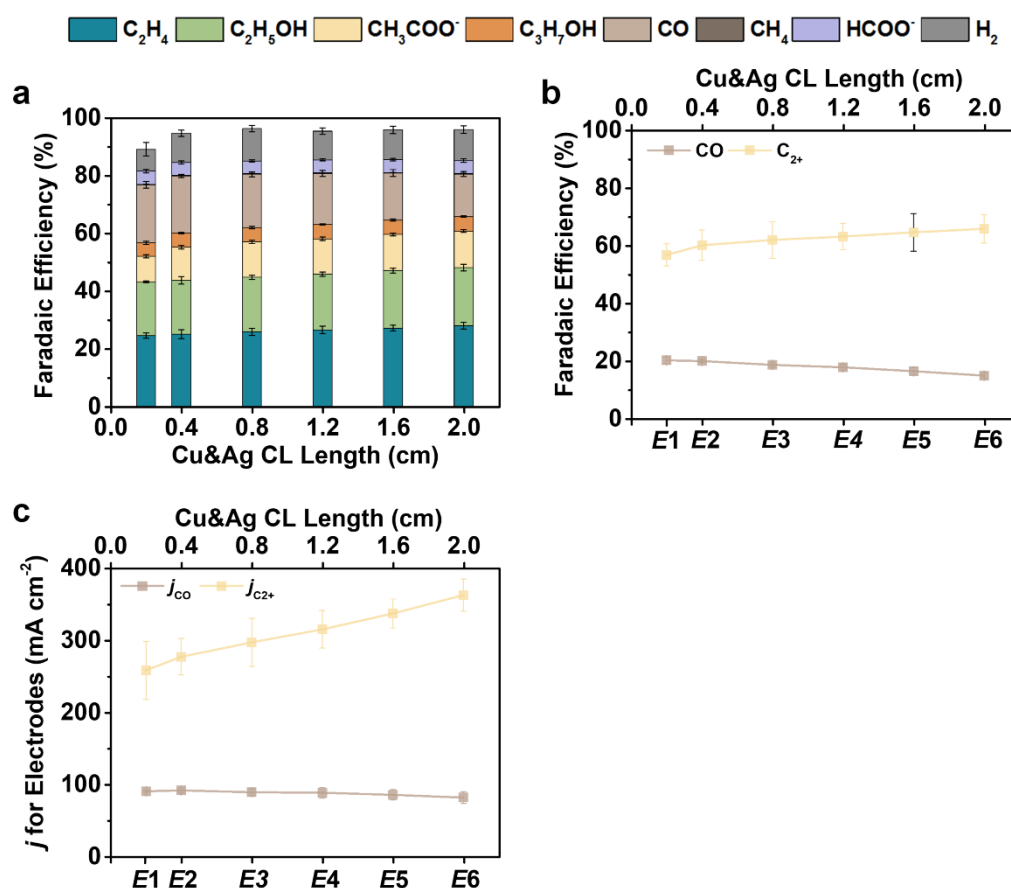 C₂H₄ C₂H₅OH CH₃COO⁻ C₃H₇OH CO CH₄ HCOO⁻ H₂
a
100
80
60
40
20
0
Faradaic Efficiency (%)
0.0 0.4 0.8 1.2 1.6 2.0
Cu&Ag CL Length (cm)
b
Cu&Ag CL Length (cm)
0.0 0.4 0.8 1.2 1.6 2.0
100
80
60
40
20
0
Faradaic Efficiency (%)
CO C₂₊
E1 E2 E3 E4 E5 E6
c
Cu&Ag CL Length (cm)
0.0 0.4 0.8 1.2 1.6 2.0
400
300
200
100
0
j for Electrodes (mA cm⁻²)
j_CO j_C2+
E1 E2 E3 E4 E5 E6